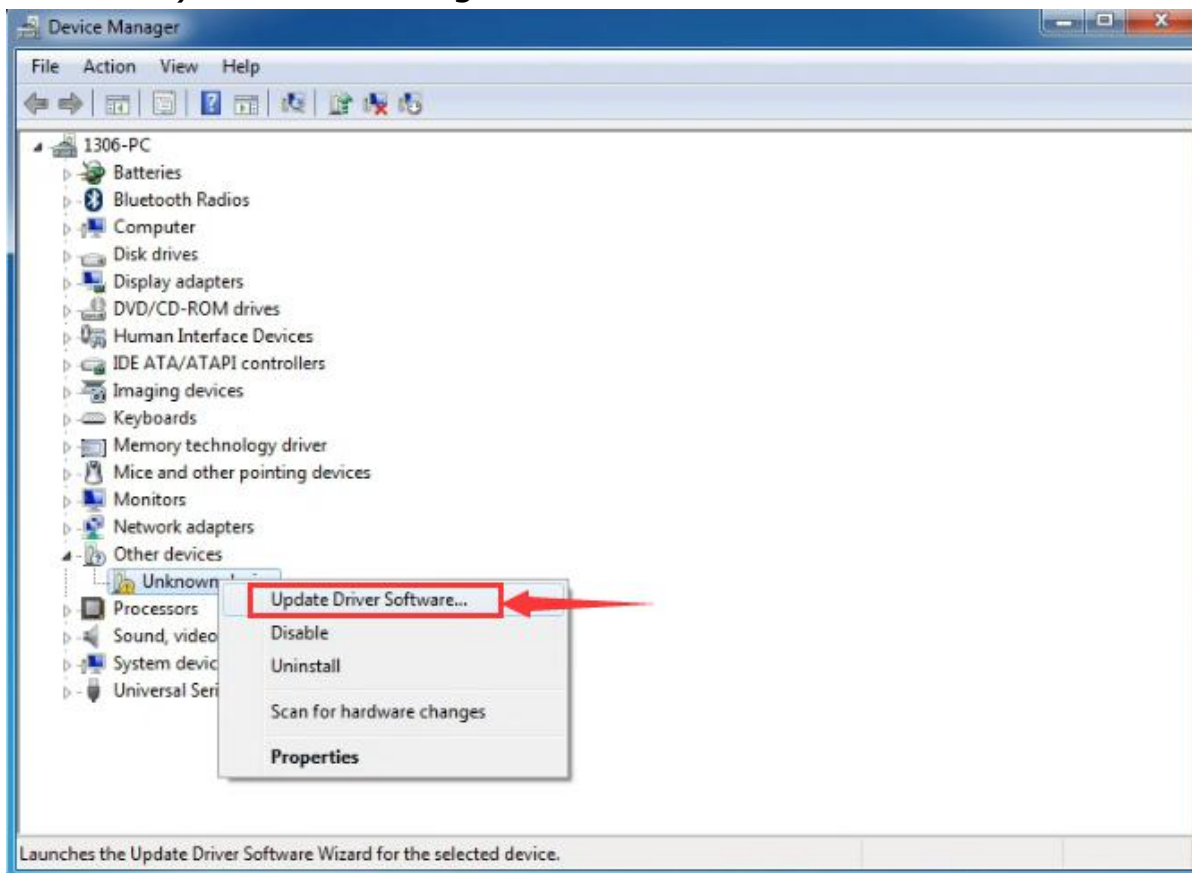 Device Manager
File Action View Help
1306-PC
Batteries
Bluetooth Radios
Computer
Disk drives
Display adapters
DVD/CD-ROM drives
Human Interface Devices
IDE ATA/ATAPI controllers
Imaging devices
Keyboards
Memory technology driver
Mice and other pointing devices
Monitors
Network adapters
Other devices
Unknown
Processors
Sound, video
System devic
Universal Seri
Update Driver Software...
Disable
Uninstall
Scan for hardware changes
Properties
Launches the Update Driver Software Wizard for the selected device.